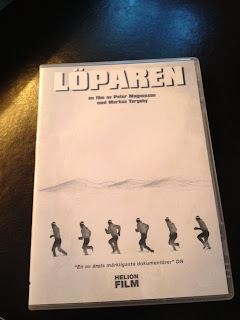 LÖPAREN
en film av Peter Magnusson
med Markus Torgeby
"En av årets märkligaste dokumentärer" DN
HELION
FILM